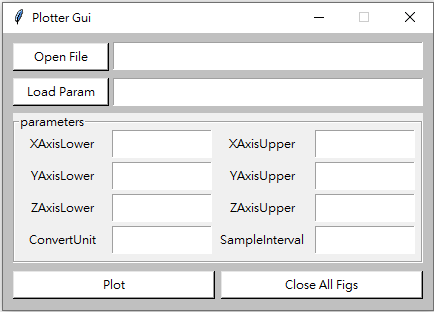 Plotter Gui
Open File
Load Param
parameters
XAxisLower XAxisUpper
YAxisLower YAxisUpper
ZAxisLower ZAxisUpper
ConvertUnit SampleInterval
Plot Close All Figs